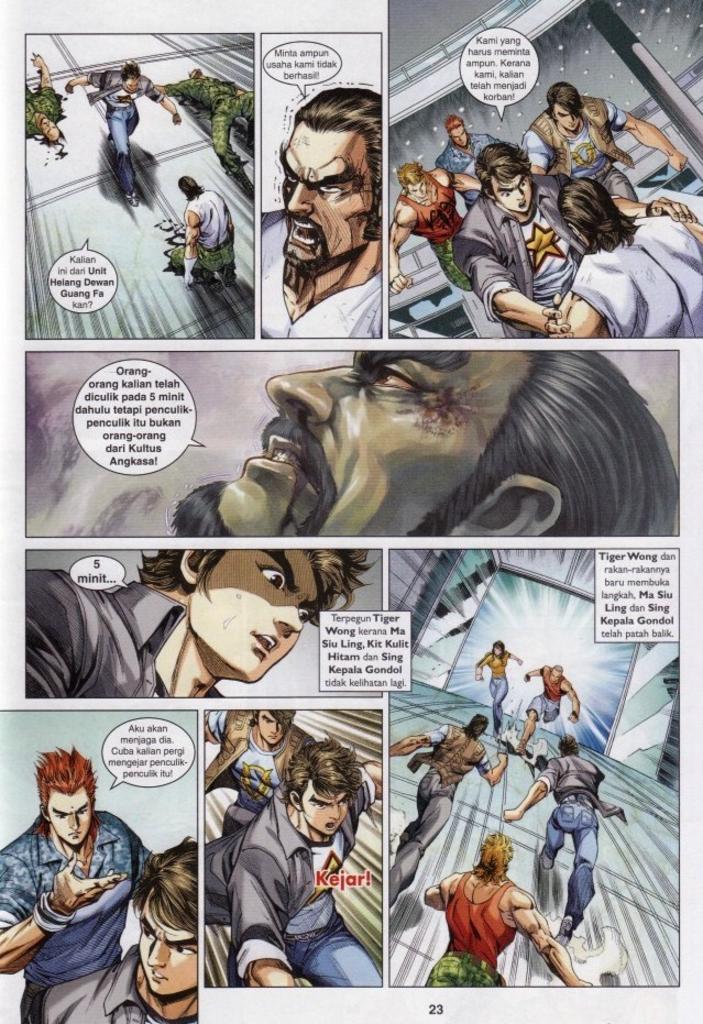 Kalian
ini dari Unit
Helang Dewan
Guang Fa
kan?
Minta ampun
usaha kami tidak
berhasil!
Kami yang
harus meminta
ampun. Kerana
kami, kalian
telah menjadi
korban!
Orang-
orang kalian telah
diculik pada 5 minit
dahulu tetapi penculik-
penculik itu bukan
orang-orang
dari Kultus
Angkasa!
5
minit...
Terpegun Tiger
Wong kerana Ma
Siu Ling, Kit Kulit
Hitam dan Sing
Kepala Gondol
tidak kelihatan lagi.
Aku akan
menjaga dia.
Cuba kalian pergi
mengejar penculik-
penculik itu!
Kejar!
Tiger Wong dan
rakan-rakannya
baru membuka
langkah, Ma Siu
Ling dan Sing
Kepala Gondol
telah patah balik.
23